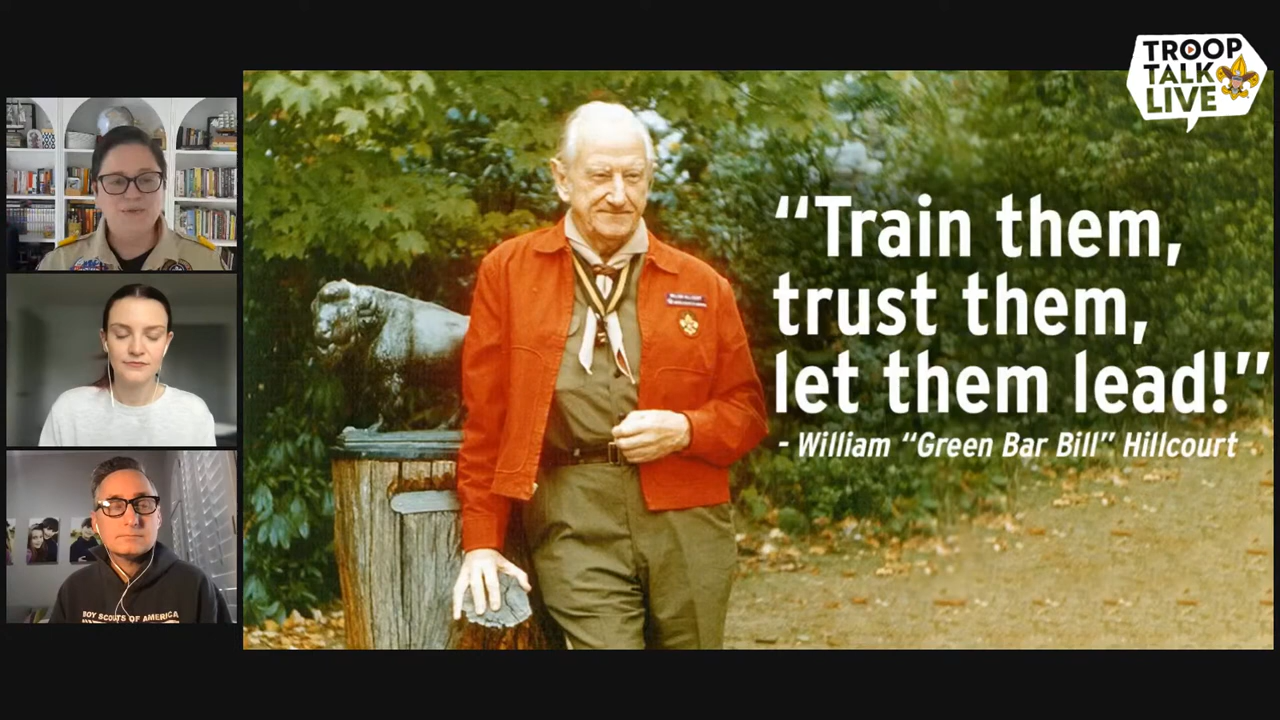 TROOP
TALK
LIVE
“Train them,
trust them,
let them lead!”
- William “Green Bar Bill” Hillcourt
BOY SCOUTS OF AMERICA